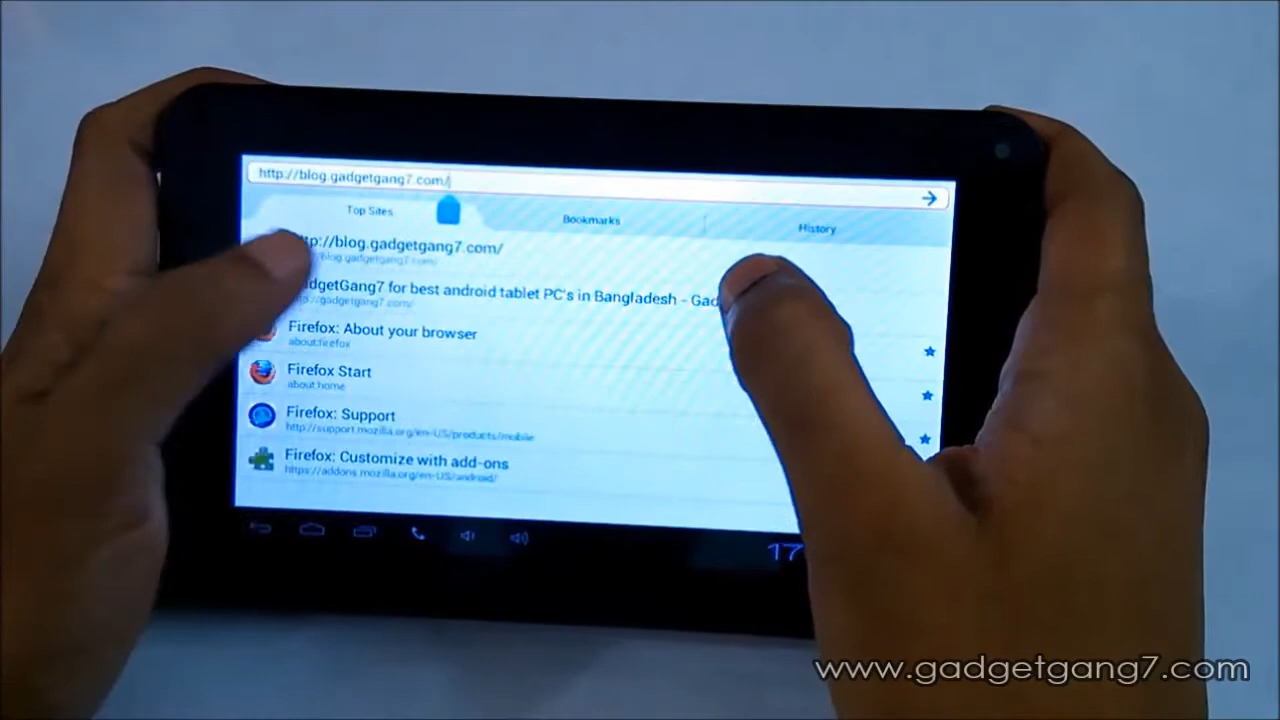 http://blog.gadgetgang7.com/
Top Sites
Bookmarks
History
http://blog.gadgetgang7.com/
blog.gadgetgang7.com/
GadgetGang7 for best android tablet PC's in Bangladesh - Gad
http://gadgetgang7.com/
Firefox: About your browser
about:firefox
Firefox Start
about:home
Firefox: Support
http://support.mozilla.org/en-US/products/mobile
Firefox: Customize with add-ons
https://addons.mozilla.org/en-US/android/
17
www.gadgetgang7.com